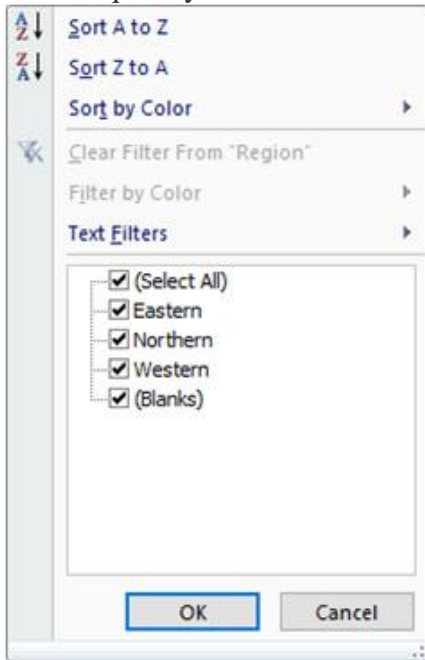 Sort A to Z
Sort Z to A
Sort by Color
Clear Filter From "Region"
Filter by Color
Text Filters
(Select All)
Eastern
Northern
Western
(Blanks)
OK Cancel